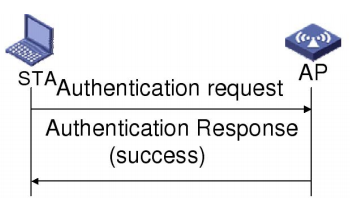 STA
AP
Authentication request
Authentication Response
(success)